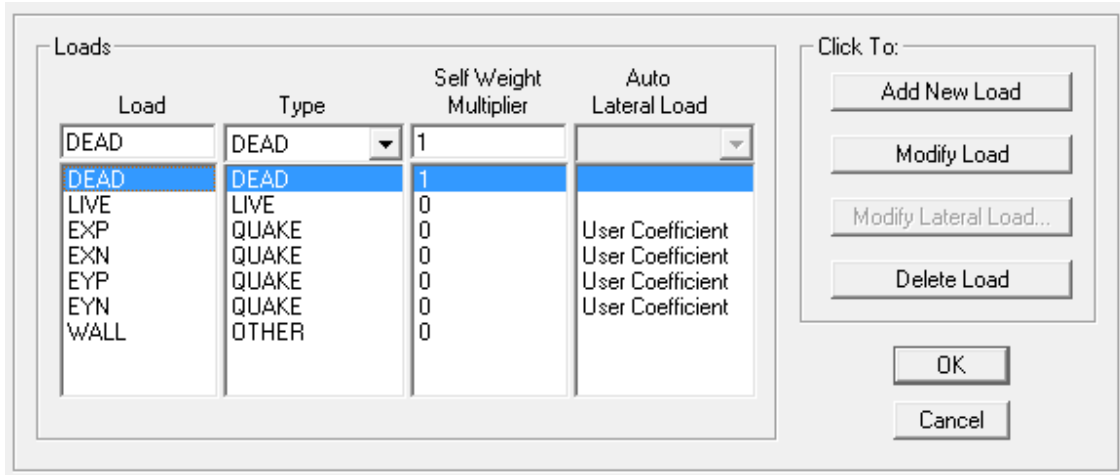 Loads
Load Type Self Weight Multiplier Auto Lateral Load
DEAD DEAD 1
DEAD DEAD 1
LIVE LIVE 0
EXP QUAKE 0 User Coefficient
EXN QUAKE 0 User Coefficient
EYP QUAKE 0 User Coefficient
EYN QUAKE 0 User Coefficient
WALL OTHER 0
Click To:
Add New Load
Modify Load
Modify Lateral Load...
Delete Load
OK
Cancel